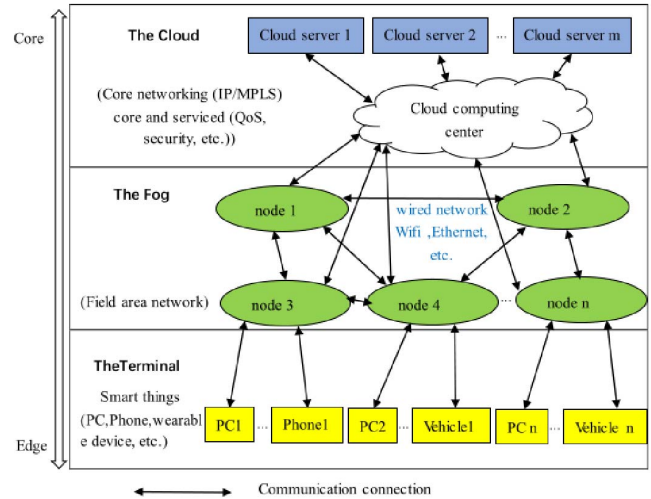 Core
The Cloud
Cloud server 1
Cloud server 2
...
Cloud server m
(Core networking (IP/MPLS)
core and serviced (QoS,
security, etc.))
Cloud computing
center
The Fog
node 1
wired network
Wifi ,Ethernet,
etc.
node 2
(Field area network)
node 3
node 4
...
node n
TheTerminal
Smart things
(PC,Phone,wearabl
e device, etc.)
PC1
...
Phone1
PC2
...
Vehicle1
PC n
...
Vehicle n
Edge
Communication connection